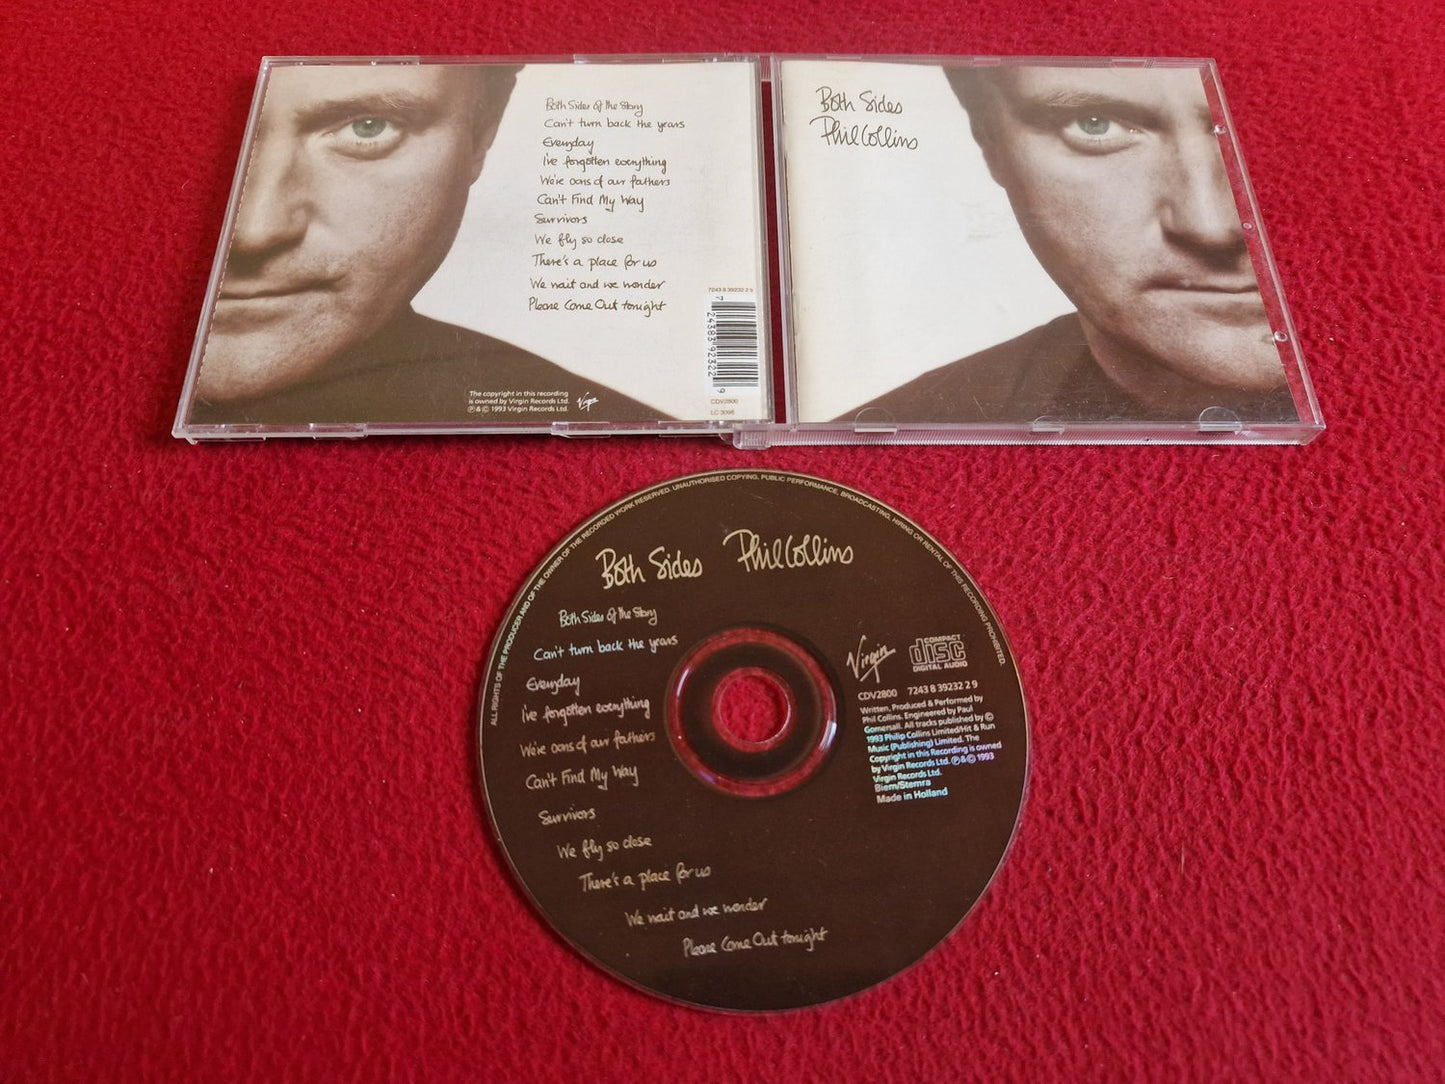 Both Sides of the Story
Can't turn back the years
Everyday
I've forgotten everything
We're sons of our fathers
Can't Find My Way
Survivors
We fly so close
There's a place for us
We wait and we wonder
Please Come Out tonight
7243 8 39232 2 9
7 24383 92322 9
CDV2800
LC 3098
The copyright in this recording
is owned by Virgin Records Ltd.
℗ & © 1993 Virgin Records Ltd.
Virgin
Both Sides
Phil Collins
ALL RIGHTS OF THE PRODUCER AND OF THE OWNER OF THE RECORDED WORK RESERVED. UNAUTHORISED COPYING, PUBLIC PERFORMANCE, BROADCASTING, HIRING OR RENTAL OF THIS RECORDING PROHIBITED.
Both Sides Phil Collins
Both Sides of the Story
Can't turn back the years
Everyday
I've forgotten everything
We're sons of our fathers
Can't Find My Way
Survivors
We fly so close
There's a place for us
We wait and we wonder
Please Come Out tonight
Virgin
COMPACT
disc
DIGITAL AUDIO
CDV2800 7243 8 39232 2 9
Written, Produced & Performed by
Phil Collins. Engineered by Paul
Gomersall. All tracks published by ©
1993 Philip Collins Limited/Hit & Run
Music (Publishing) Limited. The
Copyright in this Recording is owned
by Virgin Records Ltd. ℗ & © 1993
Virgin Records Ltd.
Biem/Stemra
Made in Holland